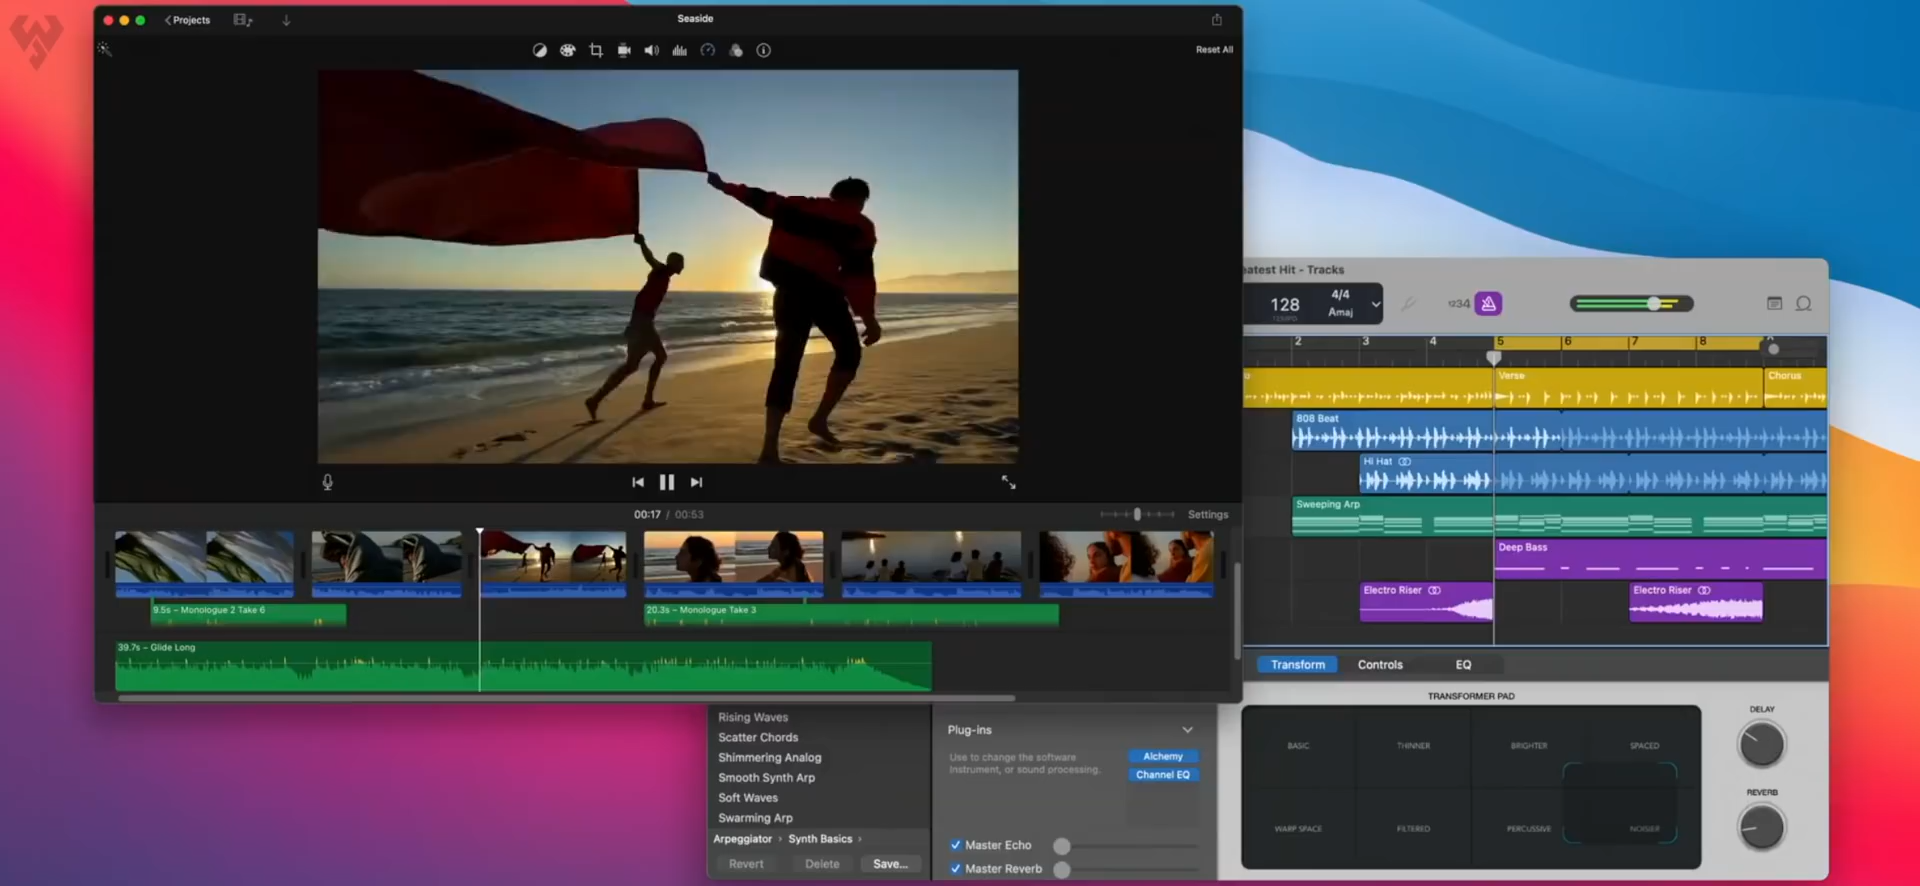 Projects
Seaside
Reset All
00:17 / 00:53
Settings
9.5s – Monologue 2 Take 6
20.3s – Monologue Take 3
39.7s – Glide Long
atest Hit - Tracks
128
TEMPO
4/4
Amaj
1234
2 3 4 5 6 7 8
Verse
Chorus
808 Beat
Hi Hat
Sweeping Arp
Deep Bass
Electro Riser
Electro Riser
Transform
Controls
EQ
TRANSFORMER PAD
BASIC
THINNER
BRIGHTER
SPACED
WARP SPACE
FILTERED
PERCUSSIVE
NOISIER
DELAY
REVERB
Rising Waves
Scatter Chords
Shimmering Analog
Smooth Synth Arp
Soft Waves
Swarming Arp
Arpeggiator › Synth Basics ›
Revert
Delete
Save...
Plug-ins
Use to change the software
instrument, or sound processing.
Alchemy
Channel EQ
Master Echo
Master Reverb